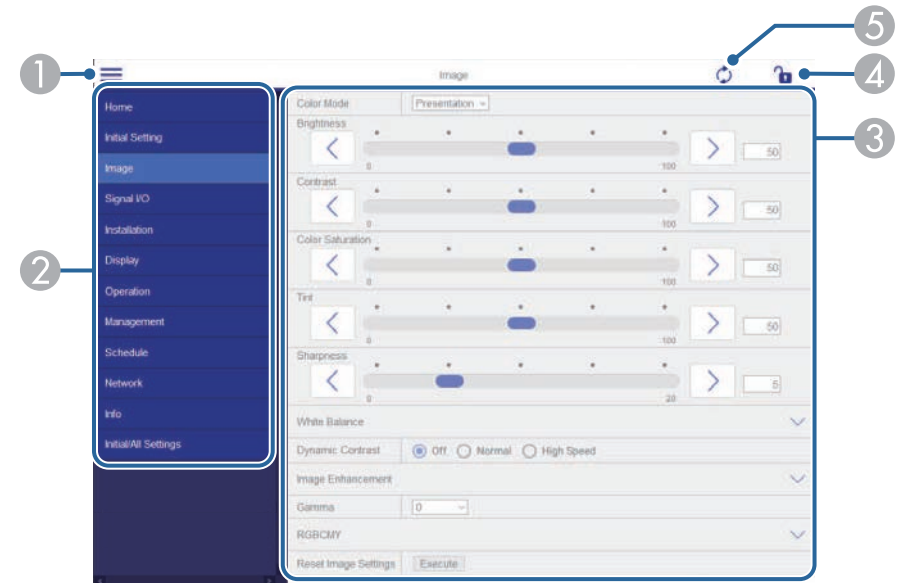 5
1
Image
4
Home
Initial Setting
Image
Signal I/O
Installation
Display
Operation
Management
Schedule
Network
Info
Initial/All Settings
2
Color Mode Presentation
Brightness
0 100 50
Contrast
0 100 50
Color Saturation
0 100 50
Tint
0 100 50
Sharpness
0 20 5
White Balance
Dynamic Contrast Off Normal High Speed
Image Enhancement
Gamma 0
RGBCMY
Reset Image Settings Execute
3